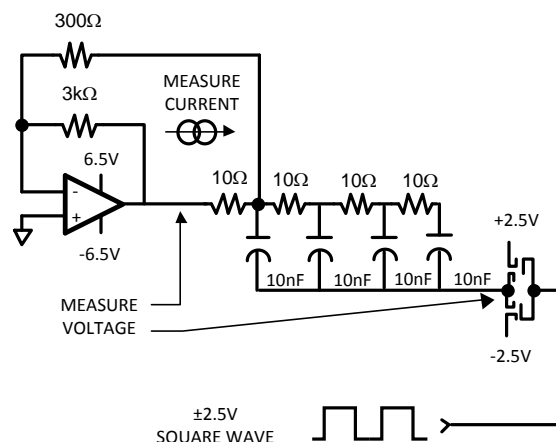 300Ω
MEASURE
CURRENT
3kΩ
6.5V
-
+
-6.5V
10Ω
10Ω
10Ω
10Ω
+2.5V
10nF
10nF
10nF
10nF
MEASURE
VOLTAGE
-2.5V
±2.5V
SQUARE WAVE